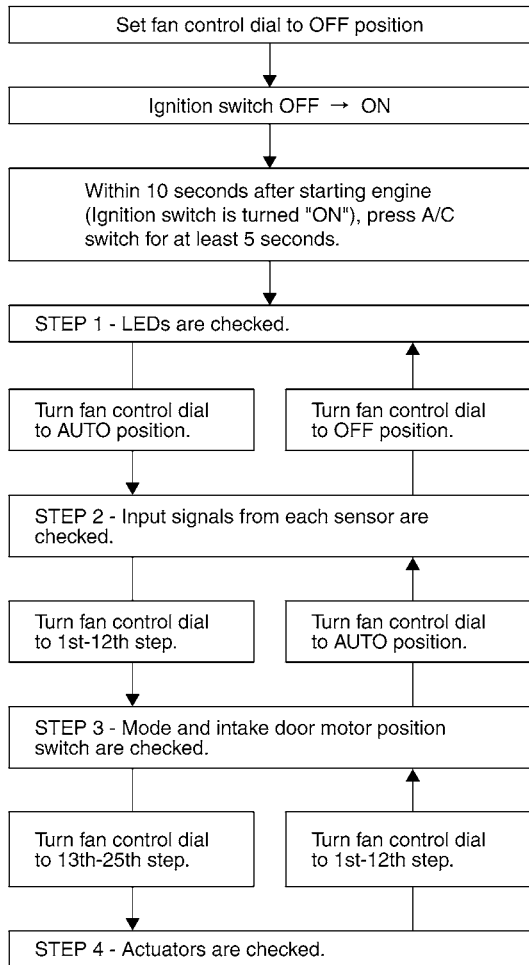 Set fan control dial to OFF position
Ignition switch OFF → ON
Within 10 seconds after starting engine
(Ignition switch is turned "ON"), press A/C
switch for at least 5 seconds.
STEP 1 - LEDs are checked.
Turn fan control dial
to AUTO position.
Turn fan control dial
to OFF position.
STEP 2 - Input signals from each sensor are
checked.
Turn fan control dial
to 1st-12th step.
Turn fan control dial
to AUTO position.
STEP 3 - Mode and intake door motor position
switch are checked.
Turn fan control dial
to 13th-25th step.
Turn fan control dial
to 1st-12th step.
STEP 4 - Actuators are checked.